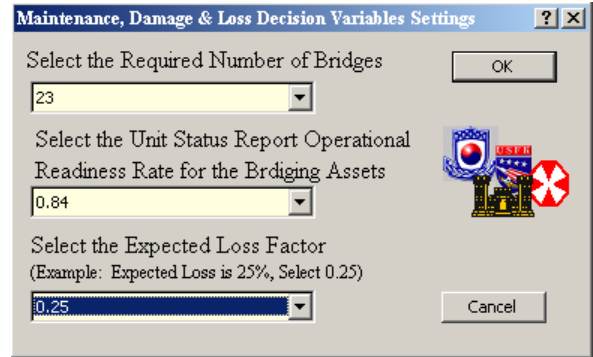 Maintenance, Damage & Loss Decision Variables Settings
Select the Required Number of Bridges
OK
23
Select the Unit Status Report Operational
Readiness Rate for the Brdiging Assets
USFK
0.84
Select the Expected Loss Factor
(Example: Expected Loss is 25%, Select 0.25)
0.25
Cancel